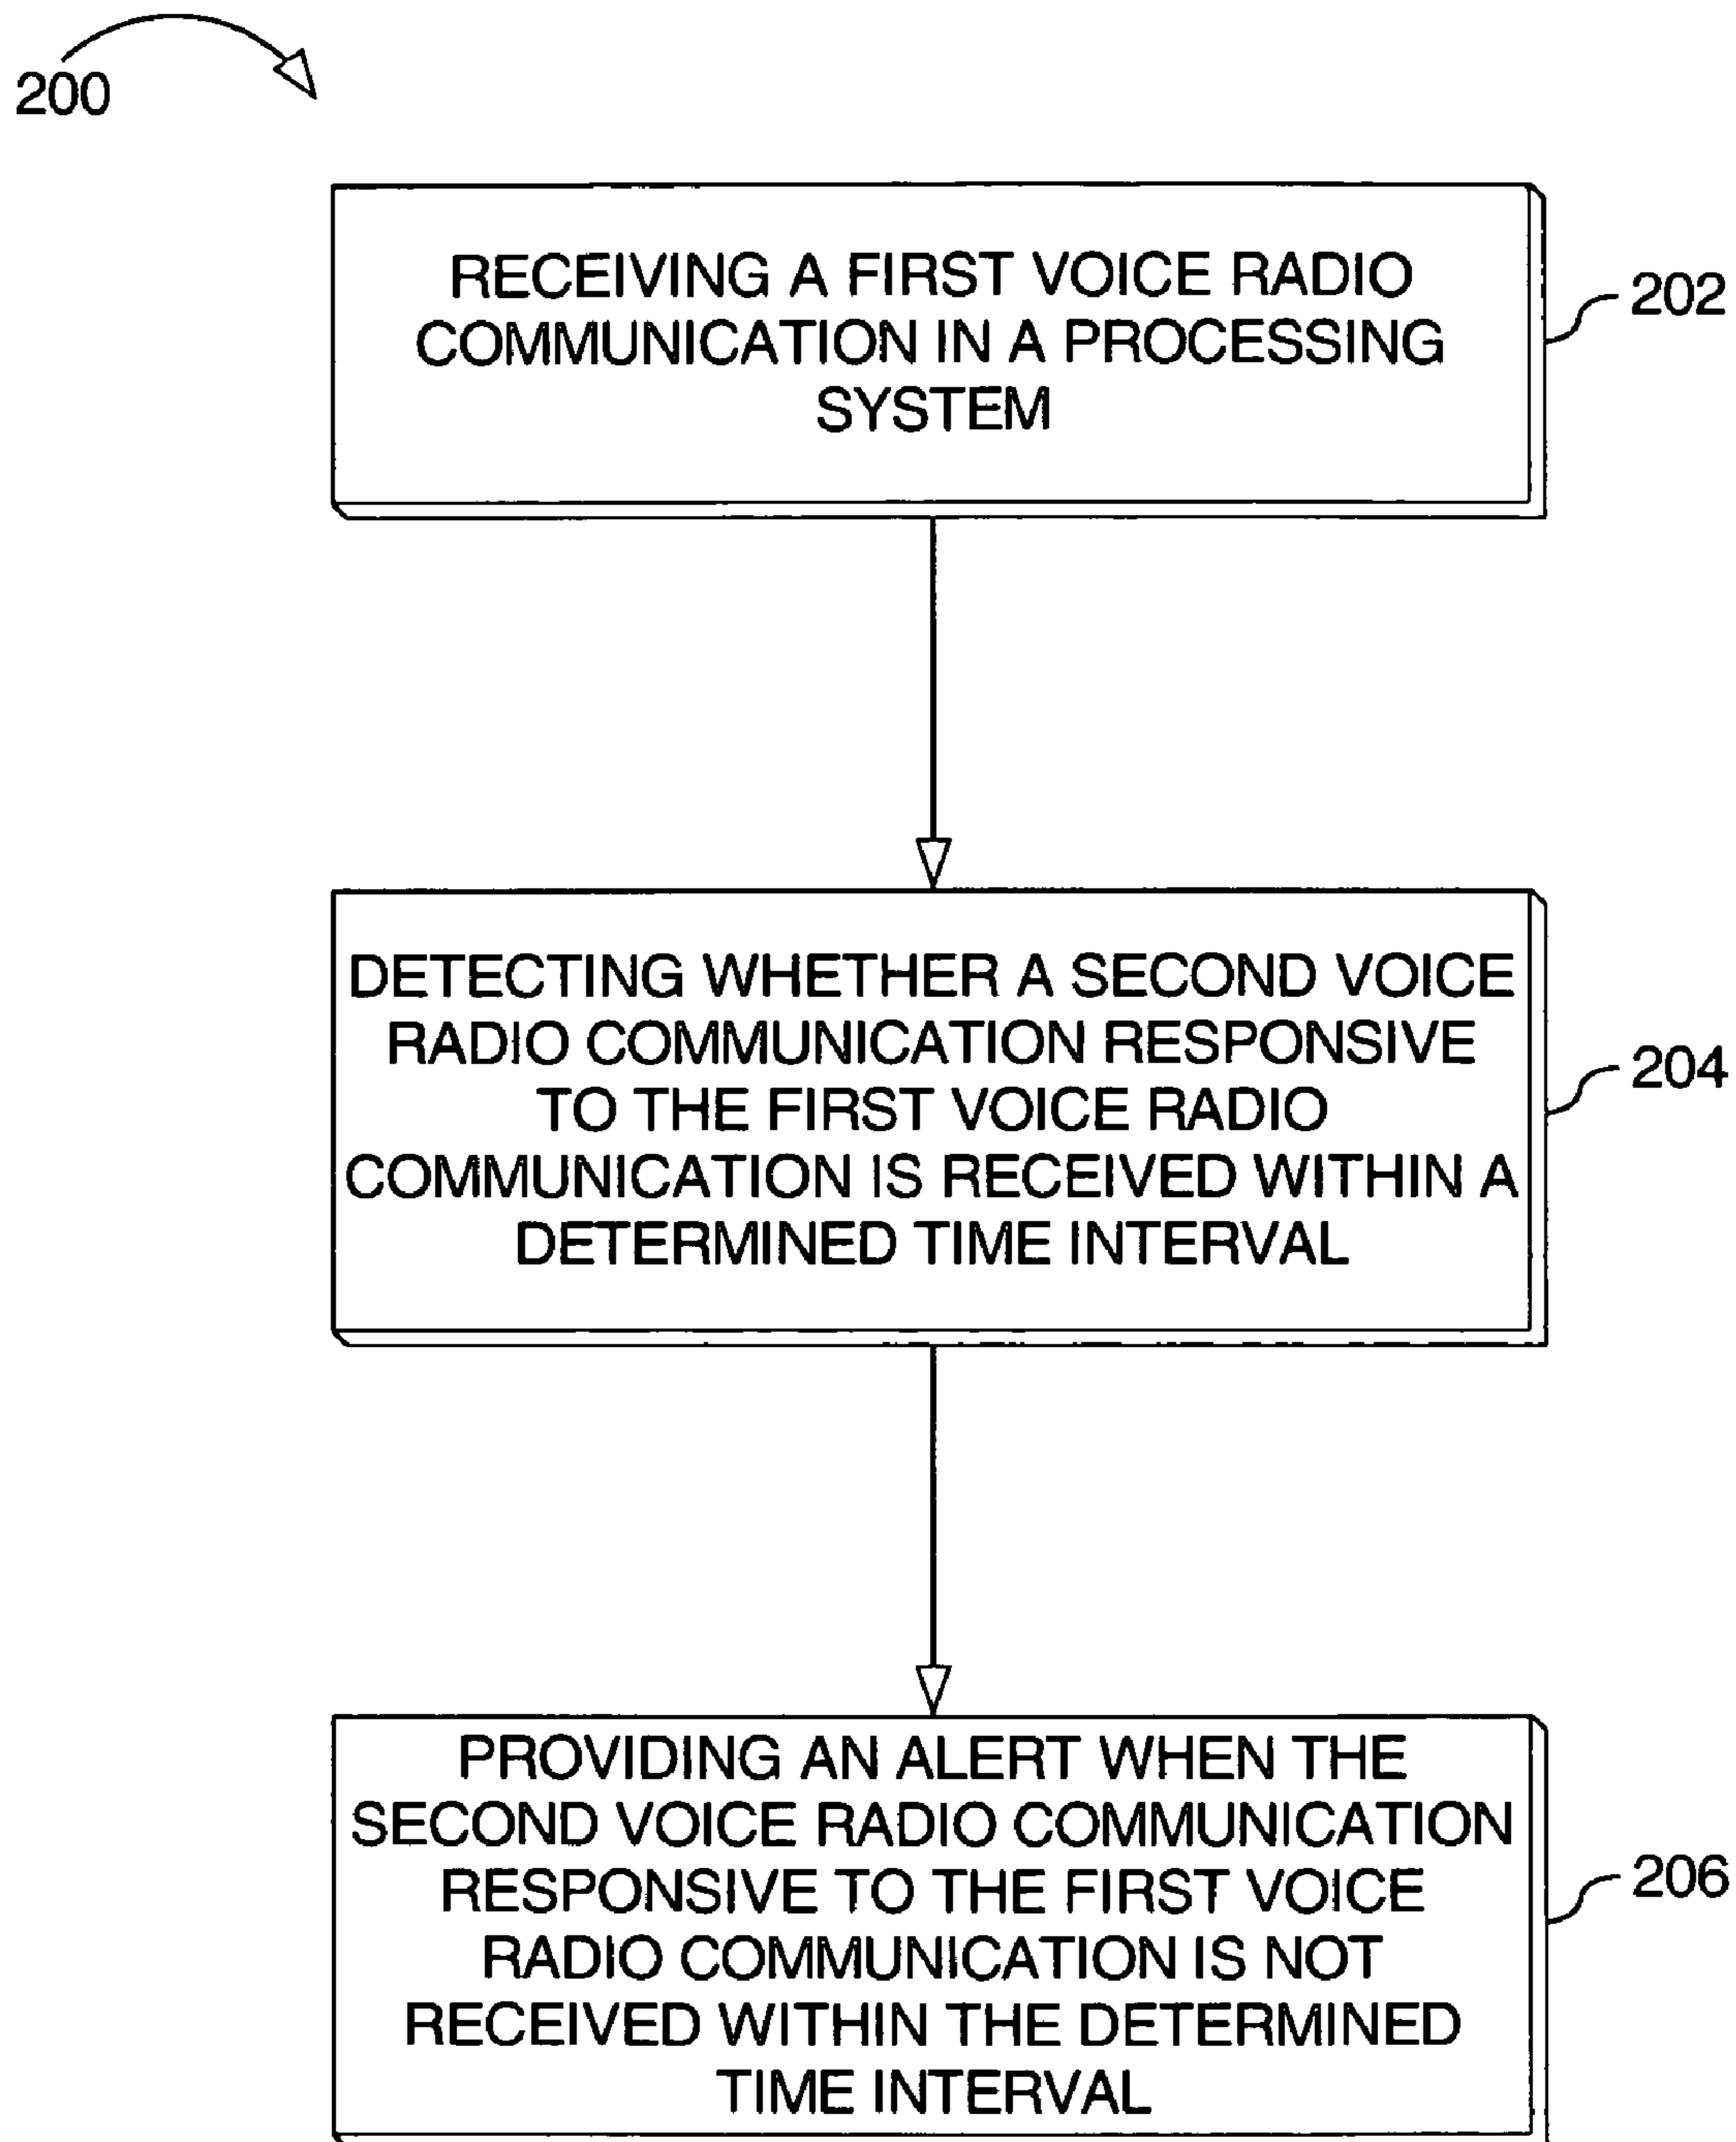 200
RECEIVING A FIRST VOICE RADIO
COMMUNICATION IN A PROCESSING
SYSTEM
202
DETECTING WHETHER A SECOND VOICE
RADIO COMMUNICATION RESPONSIVE
TO THE FIRST VOICE RADIO
COMMUNICATION IS RECEIVED WITHIN A
DETERMINED TIME INTERVAL
204
PROVIDING AN ALERT WHEN THE
SECOND VOICE RADIO COMMUNICATION
RESPONSIVE TO THE FIRST VOICE
RADIO COMMUNICATION IS NOT
RECEIVED WITHIN THE DETERMINED
TIME INTERVAL
206